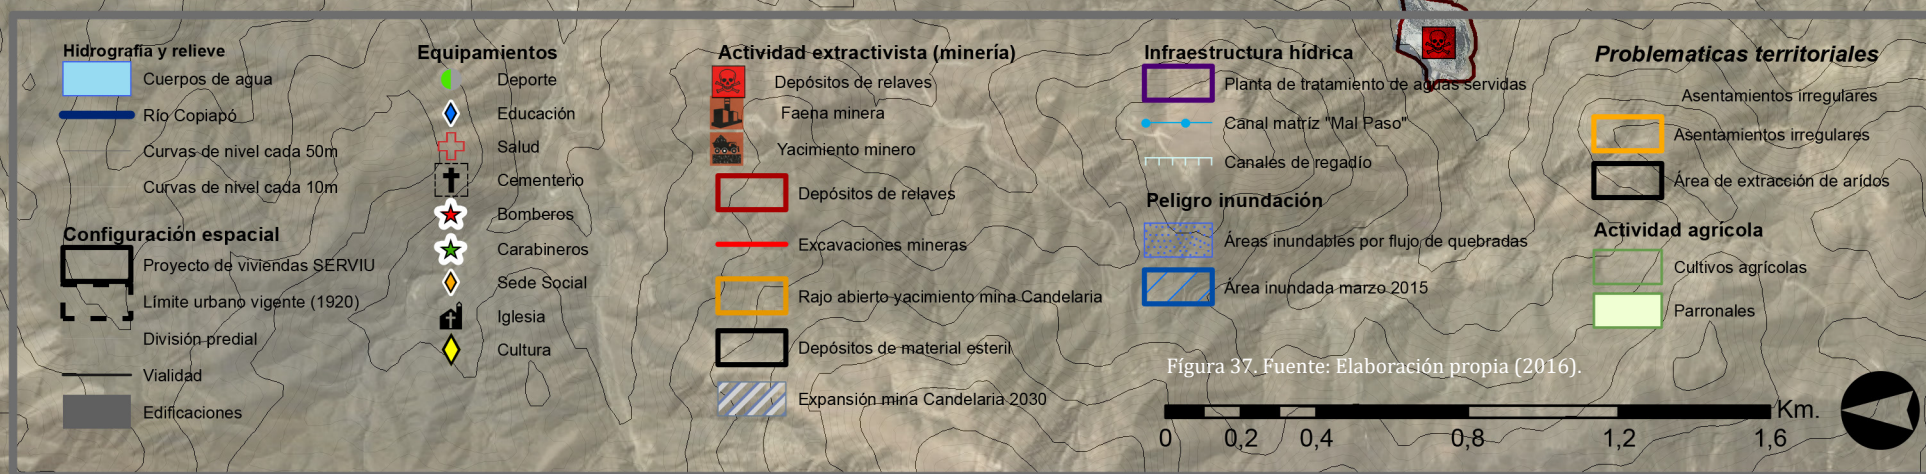 Hidrografía y relieve
Cuerpos de agua
Río Copiapó
Curvas de nivel cada 50m
Curvas de nivel cada 10m
Configuración espacial
Proyecto de viviendas SERVIU
Límite urbano vigente (1920)
División predial
Vialidad
Edificaciones
Equipamientos
Deporte
Educación
Salud
Cementerio
Bomberos
Carabineros
Sede Social
Iglesia
Cultura
Actividad extractivista (minería)
Depósitos de relaves
Faena minera
Yacimiento minero
Depósitos de relaves
Excavaciones mineras
Rajo abierto yacimiento mina Candelaria
Depósitos de material esteril
Expansión mina Candelaria 2030
Infraestructura hídrica
Planta de tratamiento de aguas servidas
Canal matríz "Mal Paso"
Canales de regadío
Peligro inundación
Áreas inundables por flujo de quebradas
Área inundada marzo 2015
Problematicas territoriales
Asentamientos irregulares
Asentamientos irregulares
Área de extracción de arídos
Actividad agrícola
Cultivos agrícolas
Parronales
Fígura 37. Fuente: Elaboración propia (2016).
Km.
0 0,2 0,4 0,8 1,2 1,6